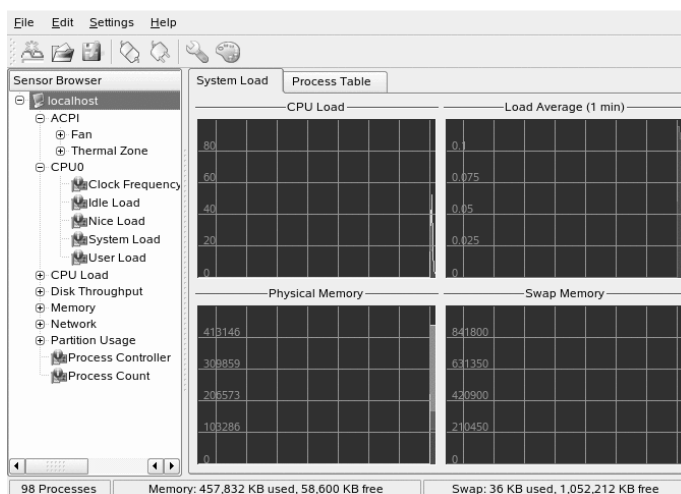 File Edit Settings Help
Sensor Browser
localhost
ACPI
Fan
Thermal Zone
CPU0
Clock Frequency
Idle Load
Nice Load
System Load
User Load
CPU Load
Disk Throughput
Memory
Network
Partition Usage
Process Controller
Process Count
System Load Process Table
CPU Load
80
60
40
20
0
Load Average (1 min)
0.1
0.075
0.05
0.025
0
Physical Memory
413146
309859
206573
103286
0
Swap Memory
841800
631350
420900
210450
0
98 Processes Memory: 457,832 KB used, 58,600 KB free Swap: 36 KB used, 1,052,212 KB free